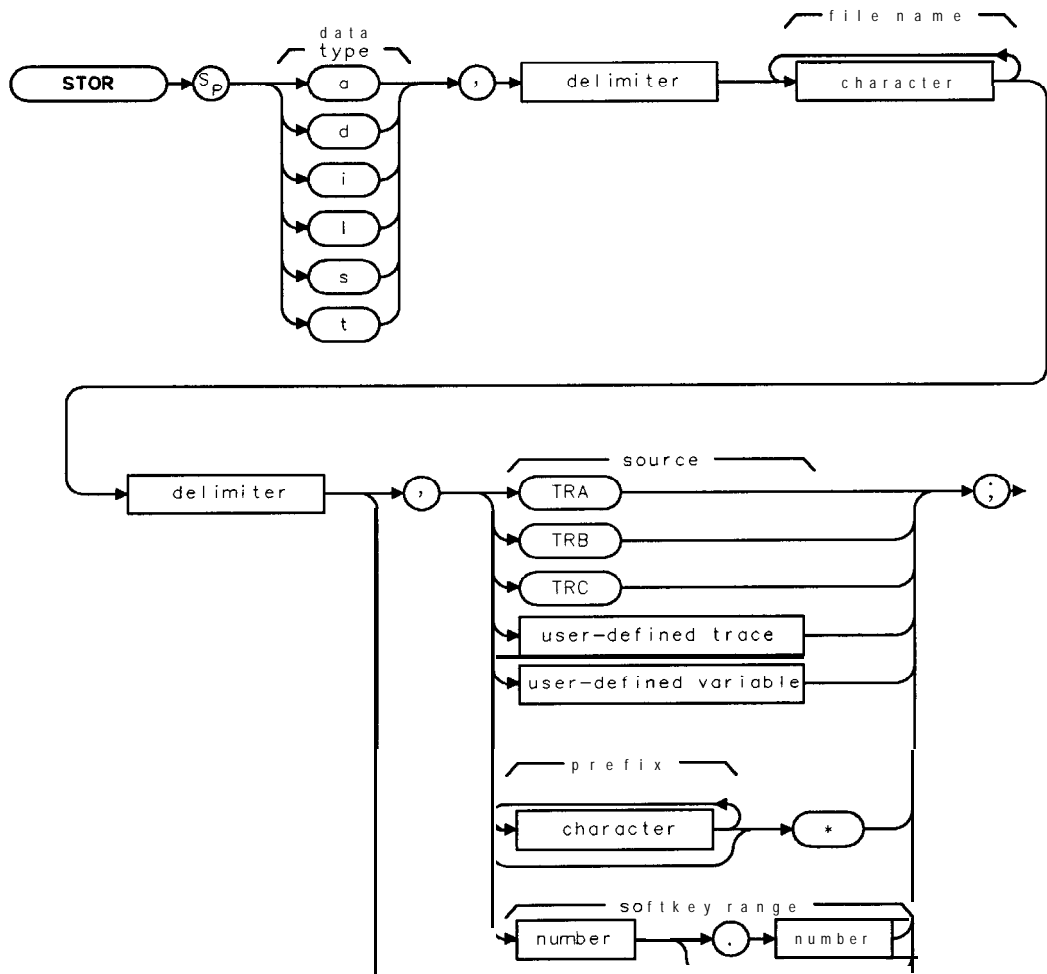 data
type
file name
STOR
SP
a
,
delimiter
character
d
i
l
s
t
source
delimiter
,
TRA
;
TRB
TRC
user-defined trace
user-defined variable
prefix
character
*
softkey range
number
.
number